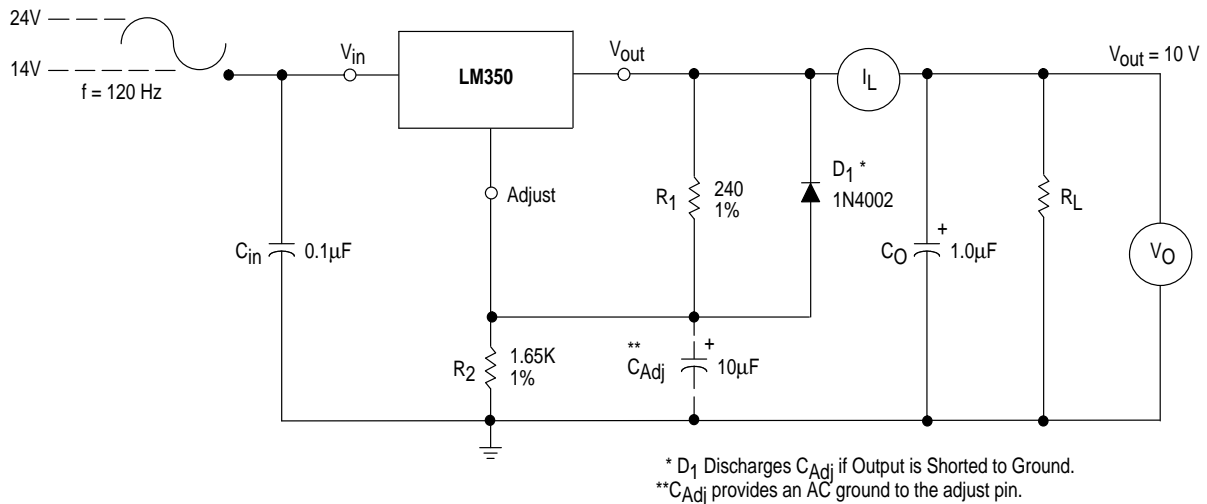 24V
14V
f = 120 Hz
Vin
LM350
Vout
Adjust
Cin
0.1µF
R1
240
1%
D1 *
1N4002
IL
Vout = 10 V
CO
+
1.0µF
RL
VO
R2
1.65K
1%
**
CAdj
+
10µF
* D1 Discharges CAdj if Output is Shorted to Ground.
**CAdj provides an AC ground to the adjust pin.